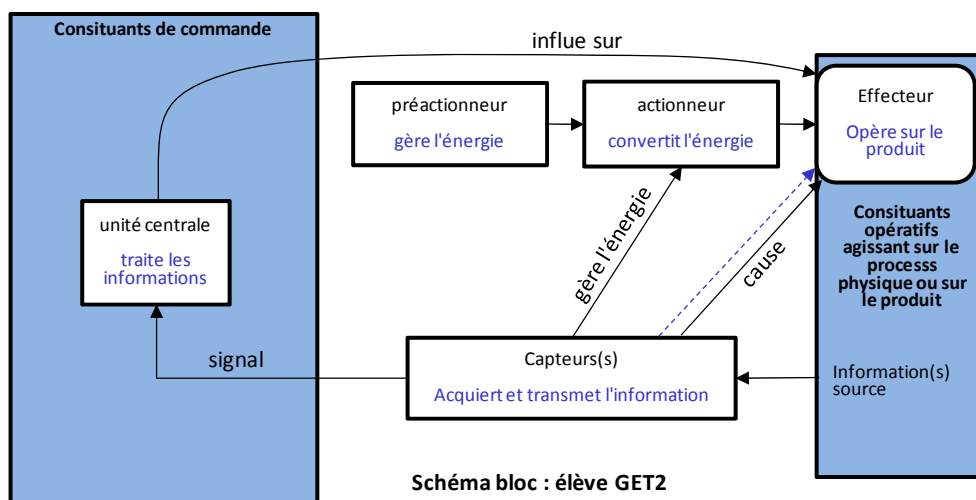 Consituants de commande
influe sur
préactionneur
gère l'énergie
actionneur
convertit l'énergie
Effecteur
Opère sur le
produit
unité centrale
traite les
informations
gère l'énergie
cause
Consituants
opératifs
agissant sur le
processs
physique ou sur
le produit
signal
Capteurs(s)
Acquiert et transmet l'information
Information(s)
source
Schéma bloc : élève GET2